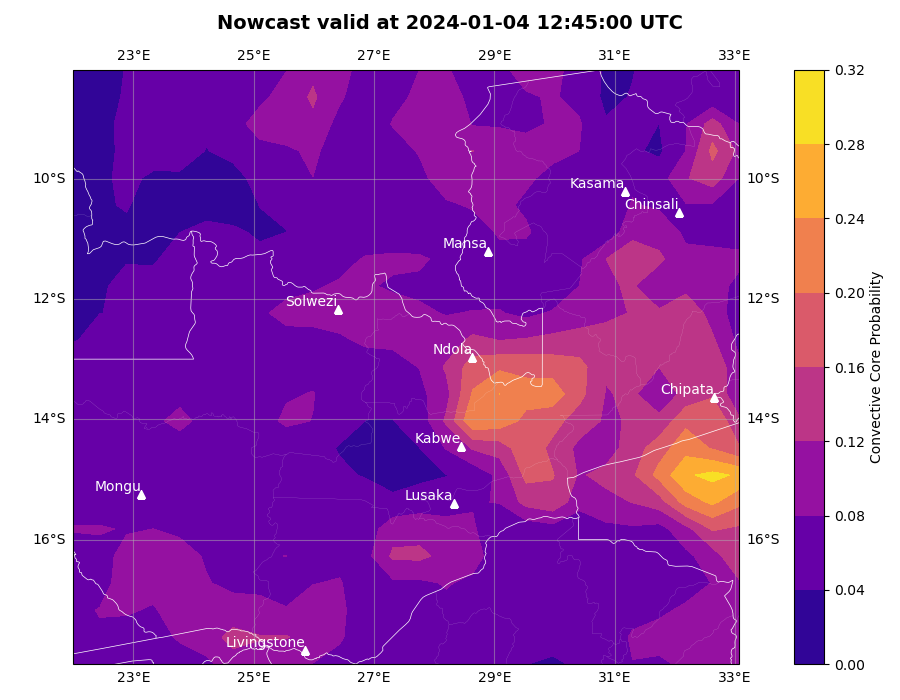 Nowcast valid at 2024-01-04 12:45:00 UTC
23°E 25°E 27°E 29°E 31°E 33°E
0.32
0.28
0.24
0.20
0.16
0.12
0.08
0.04
0.00
Convective Core Probability
10°S 10°S
12°S 12°S
14°S 14°S
16°S 16°S
Kasama
Chinsali
Mansa
Solwezi
Ndola
Chipata
Kabwe
Mongu
Lusaka
Livingstone
23°E 25°E 27°E 29°E 31°E 33°E